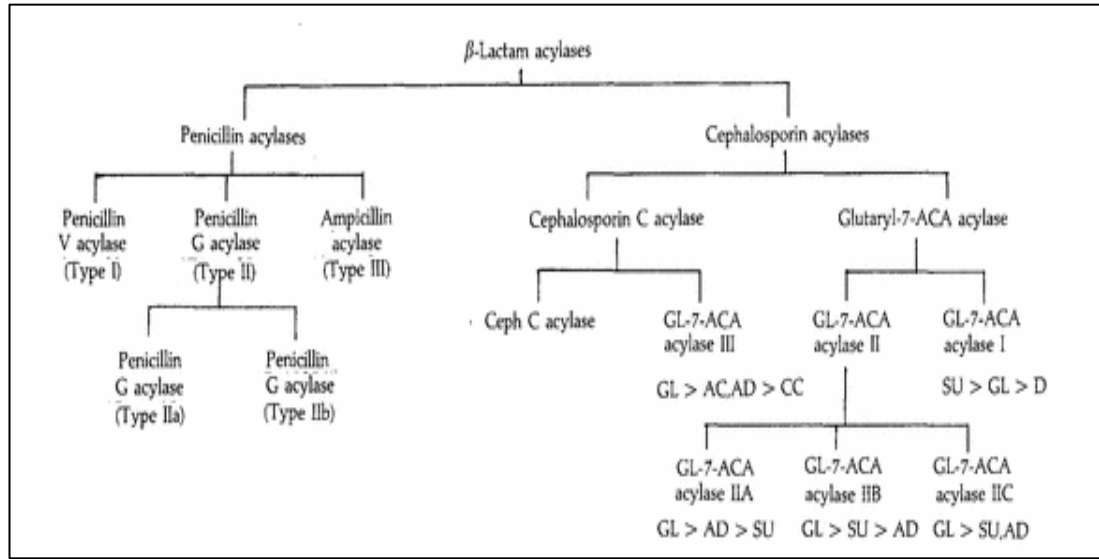 β-Lactam acylases
Penicillin acylases
Cephalosporin acylases
Penicillin
V acylase
(Type I)
Penicillin
G acylase
(Type II)
Ampicillin
acylase
(Type III)
Cephalosporin C acylase
Glutaryl-7-ACA acylase
Penicillin
G acylase
(Type IIa)
Penicillin
G acylase
(Type IIb)
Ceph C acylase
GL-7-ACA
acylase III
GL > AC,AD > CC
GL-7-ACA
acylase II
GL-7-ACA
acylase I
SU > GL > D
GL-7-ACA
acylase IIA
GL > AD > SU
GL-7-ACA
acylase IIB
GL > SU > AD
GL-7-ACA
acylase IIC
GL > SU,AD